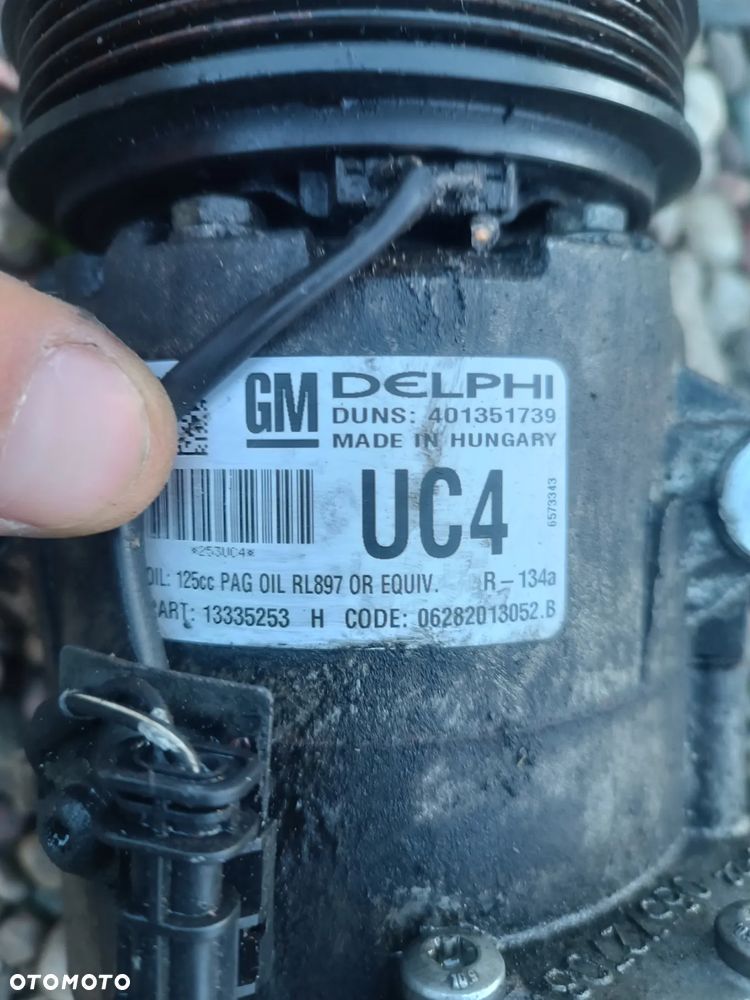 GM DELPHI
DUNS: 401351739
MADE IN HUNGARY
UC4
6573343
*253UC4*
OIL: 125cc PAG OIL RL897 OR EQUIV. R-134a
PART: 13335253 H CODE: 06282013052.B
OTOMOTO